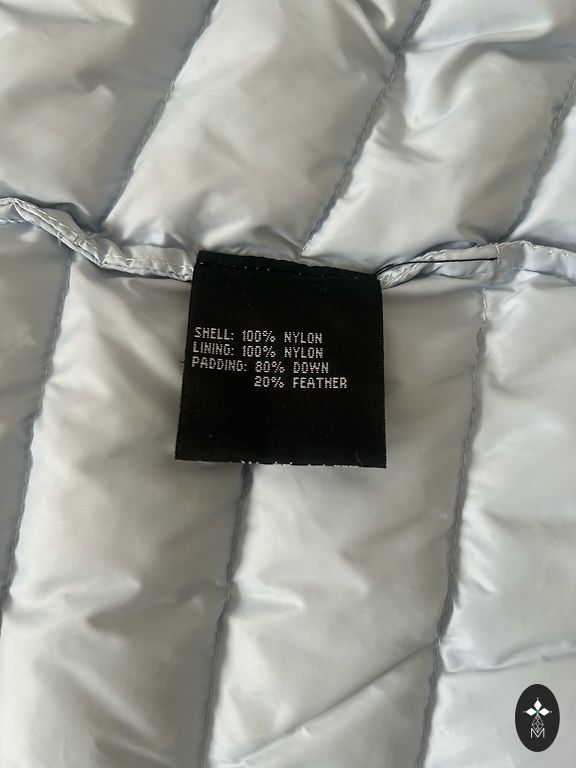 SHELL: 100% NYLON
LINING: 100% NYLON
PADDING: 80% DOWN
20% FEATHER